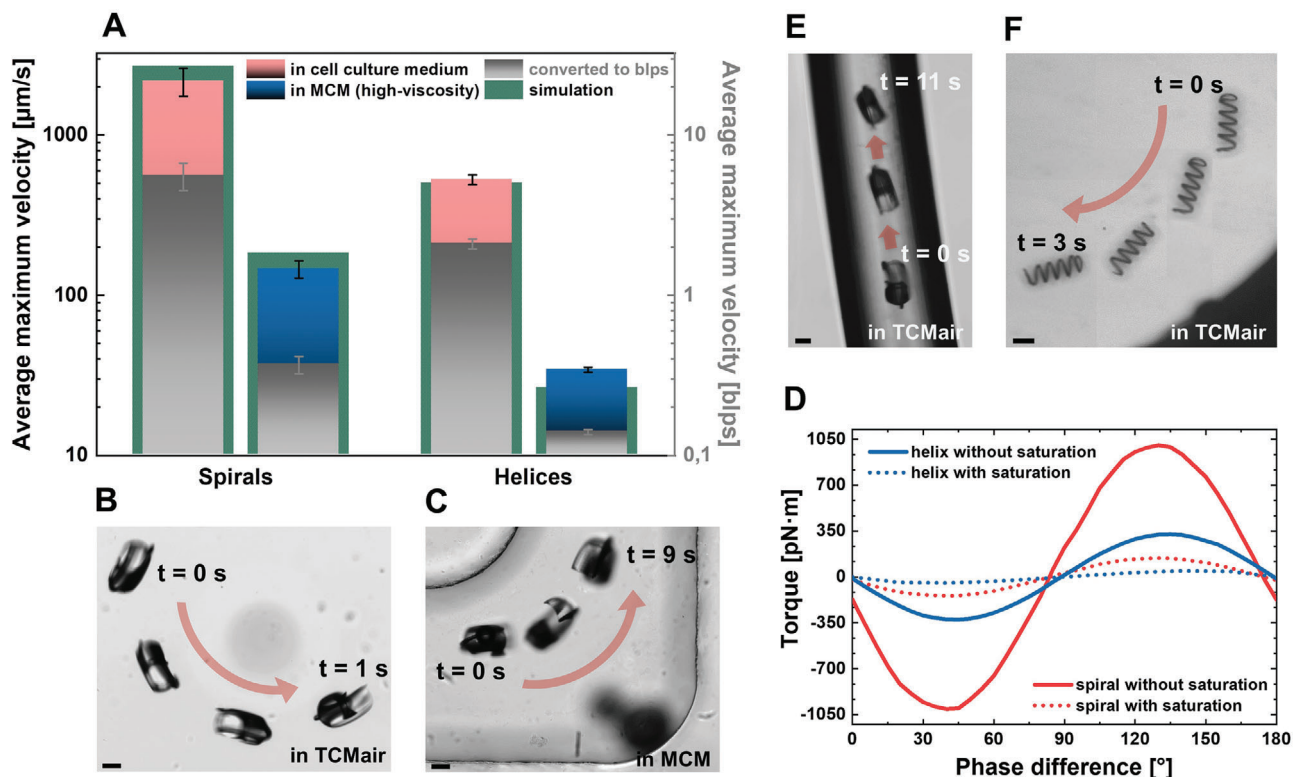 A
Average maximum velocity [µm/s]
1000
100
10
in cell culture medium
in MCM (high-viscosity)
converted to blps
simulation
10
1
0,1
Average maximum velocity [blps]
Spirals
Helices
B
t = 0 s
t = 1 s
in TCMair
C
t = 9 s
t = 0 s
in MCM
E
t = 11 s
t = 0 s
in TCMair
F
t = 0 s
t = 3 s
in TCMair
D
Torque [pN·m]
1050
700
350
0
-350
-700
-1050
helix without saturation
helix with saturation
spiral without saturation
spiral with saturation
0
30
60
90
120
150
180
Phase difference [°]